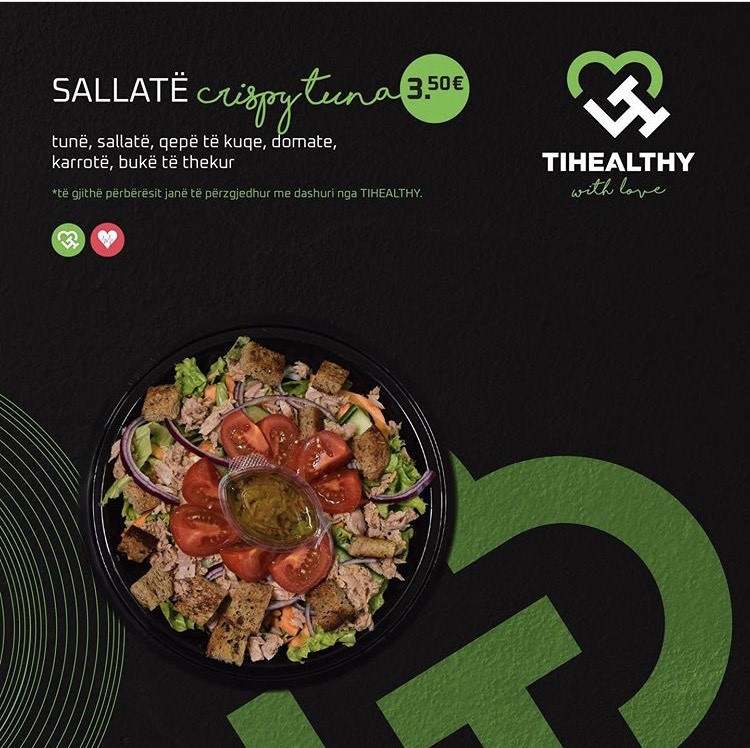 SALLATË crispy tuna 3.50€
tunë, sallatë, qepë të kuqe, domate,
karrotë, bukë të thekur
*të gjithë përbërësit janë të përzgjedhur me dashuri nga TIHEALTHY.
TIHEALTHY
with love